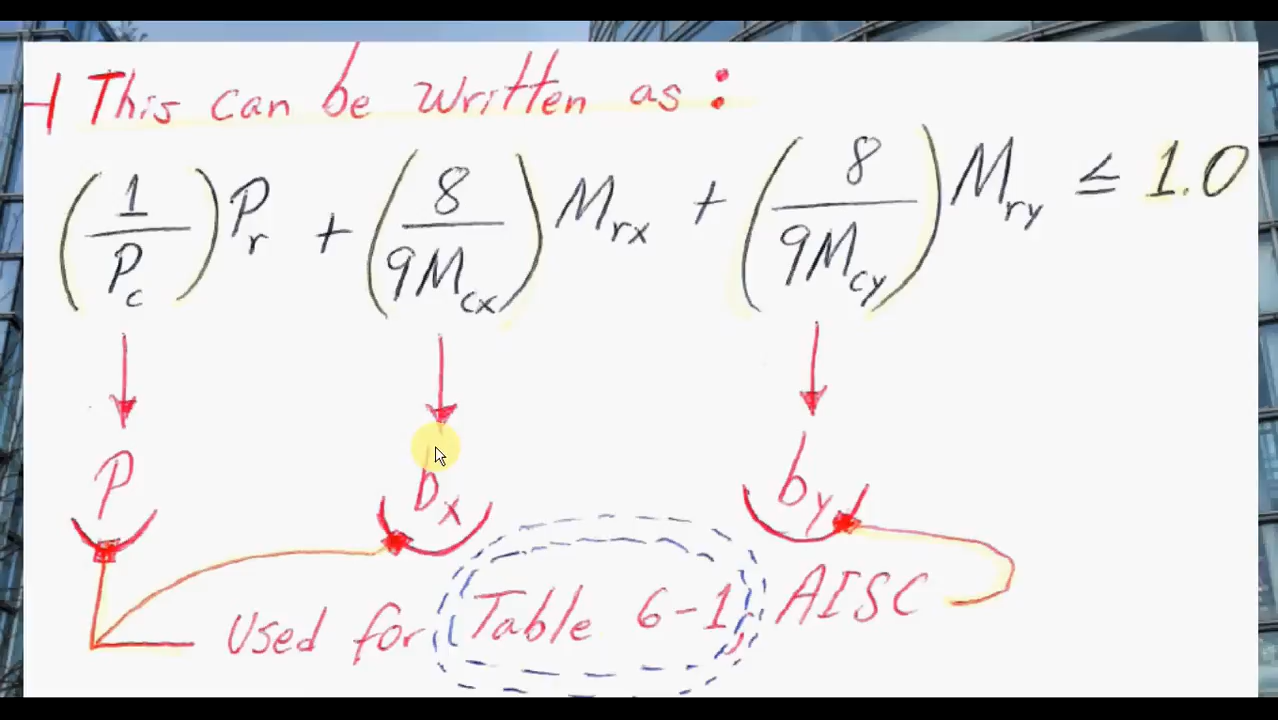 This can be written as:
(1/P_c) P_r + (8/9M_cx) M_rx + (8/9M_cy) M_ry ≤ 1.0
P b_x b_y
Used for Table 6-1, AISC